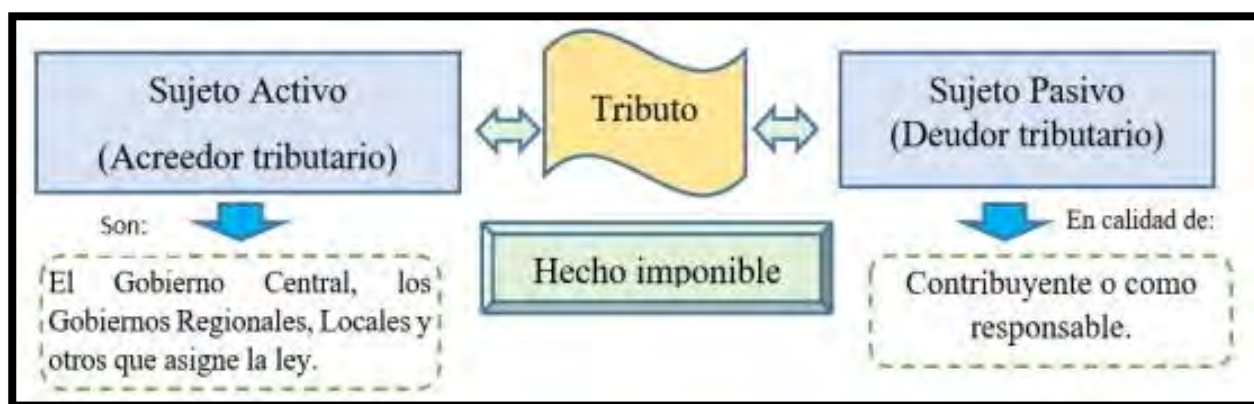 Sujeto Activo
(Acreedor tributario)
Tributo
Sujeto Pasivo
(Deudor tributario)
Son:
El Gobierno Central, los
Gobiernos Regionales, Locales y
otros que asigne la ley.
Hecho imponible
En calidad de:
Contribuyente o como
responsable.